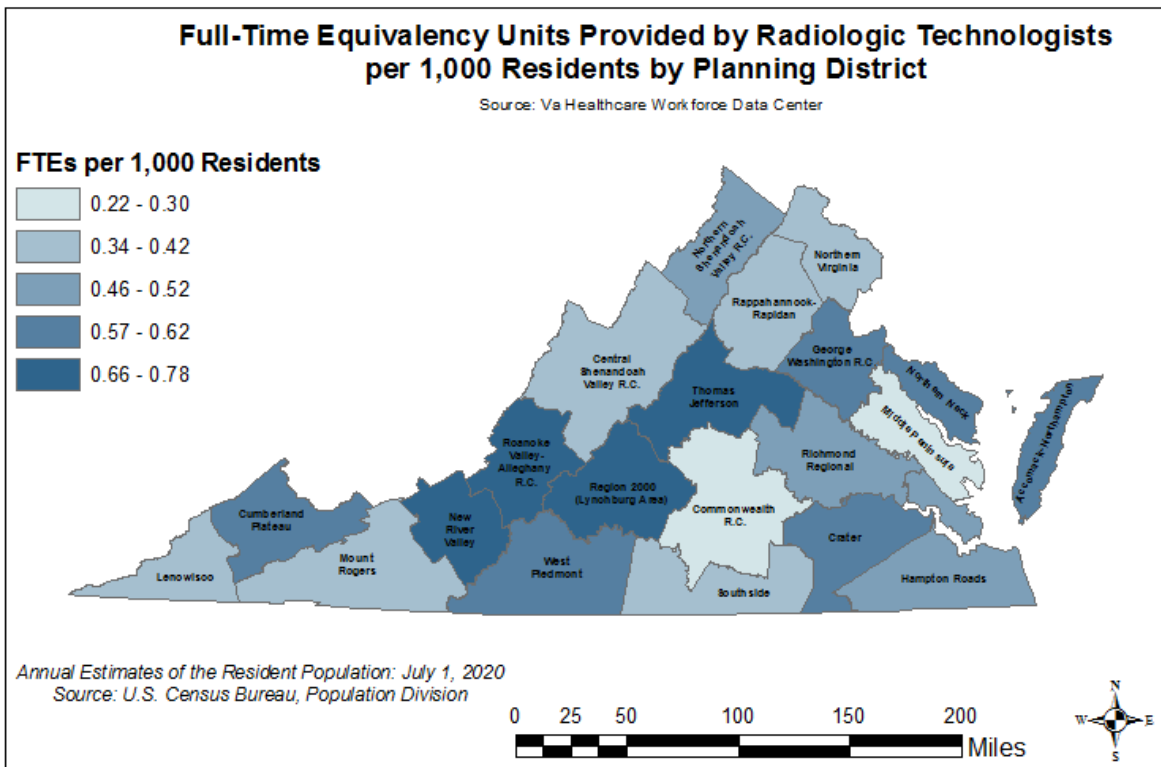 Full-Time Equivalency Units Provided by Radiologic Technologists
per 1,000 Residents by Planning District
Source: Va Healthcare Workforce Data Center
FTEs per 1,000 Residents
0.22 - 0.30
0.34 - 0.42
0.46 - 0.52
0.57 - 0.62
0.66 - 0.78
Northern
Shenandoah
Valley R.C.
Northern
Virginia
Rappahannock-
Rapidan
Central
Shenandoah
Valley R.C.
George
Washington R.C
Northern Neck
Thomas
Jefferson
Middle Peninsula
Accomack-Northampton
Roanoke
Valley-
Alleghany
R.C.
Richmond
Regional
Region 2000
(Lynchburg Area)
Commonwealth
R.C.
Cumberland
Plateau
New
River
Valley
Crater
Mount
Rogers
West
Piedmont
Lenowisco
Southside
Hampton Roads
Annual Estimates of the Resident Population: July 1, 2020
Source: U.S. Census Bureau, Population Division
0 25 50 100 150 200
Miles
N
W E
S